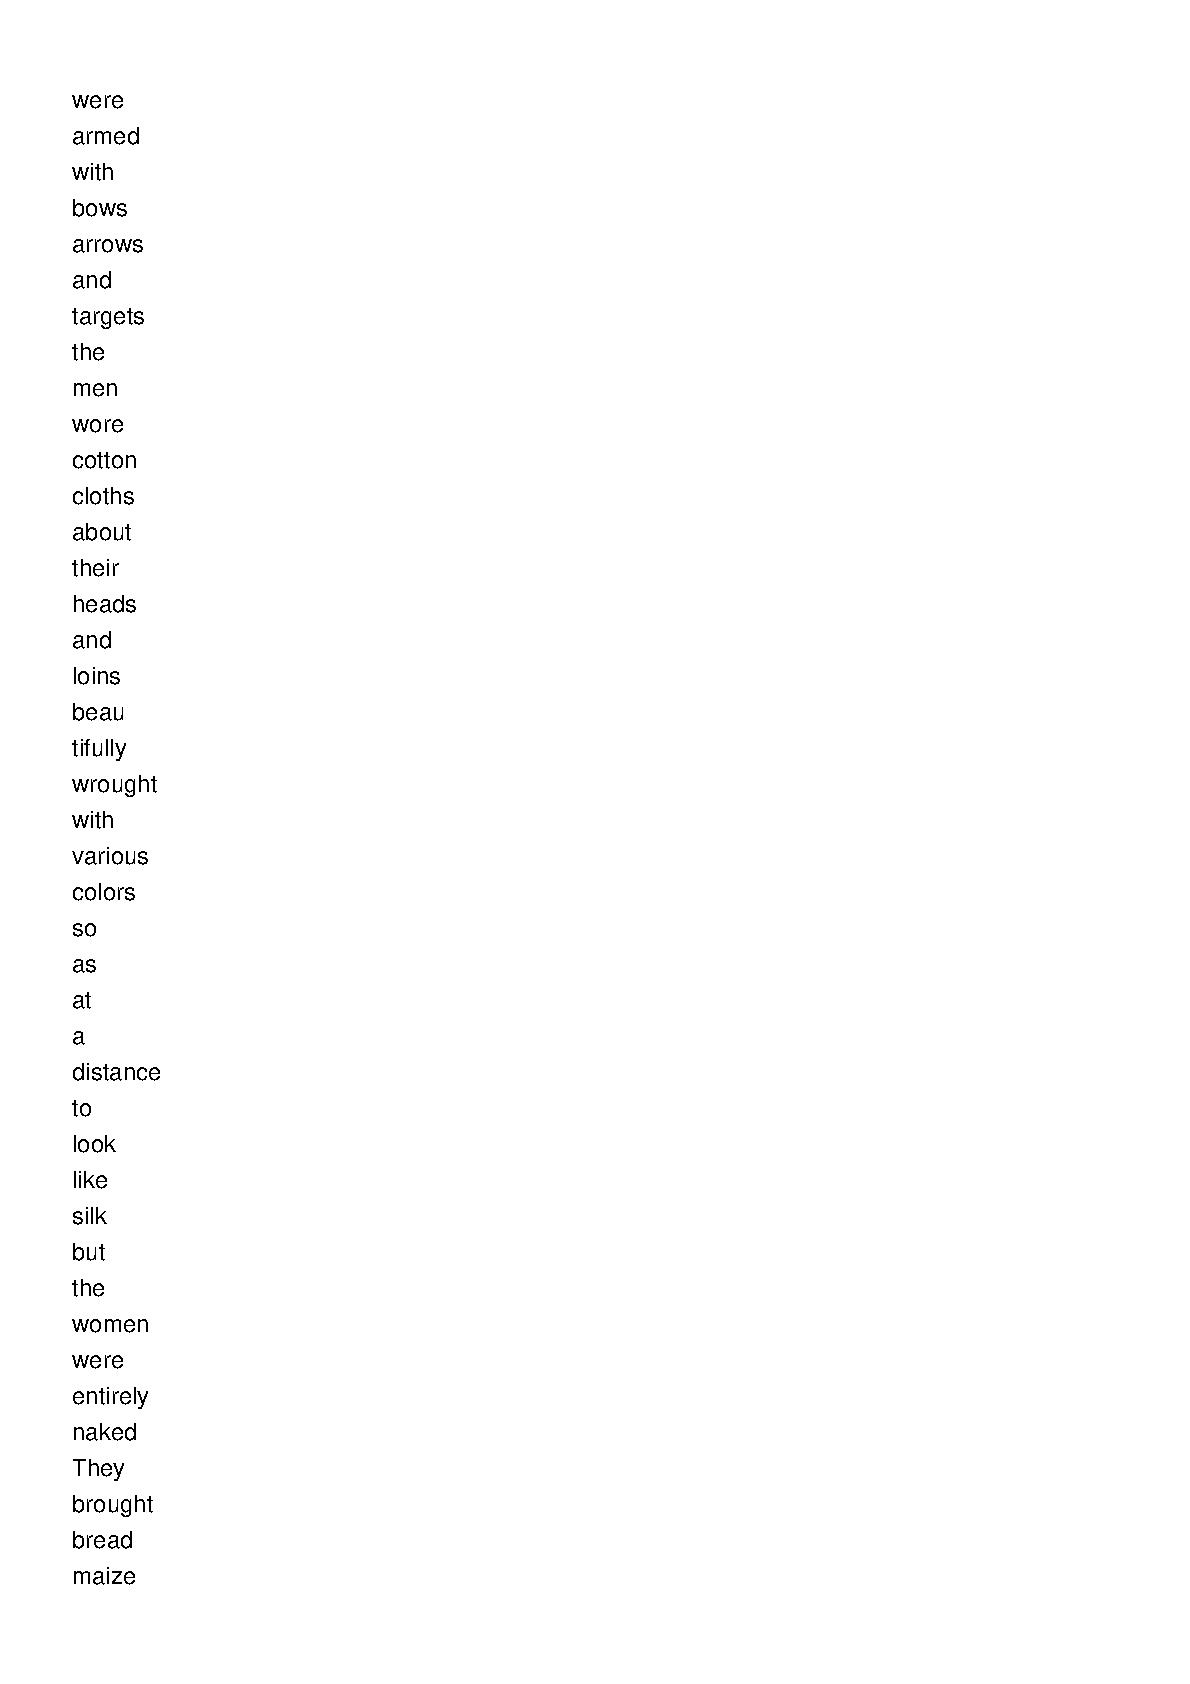 were
armed
with
bows
arrows
and
targets
the
men
wore
cotton
cloths
about
their
heads
and
loins
beau
tifully
wrought
with
various
colors
so
as
at
a
distance
to
look
like
silk
but
the
women
were
entirely
naked
They
brought
bread
maize